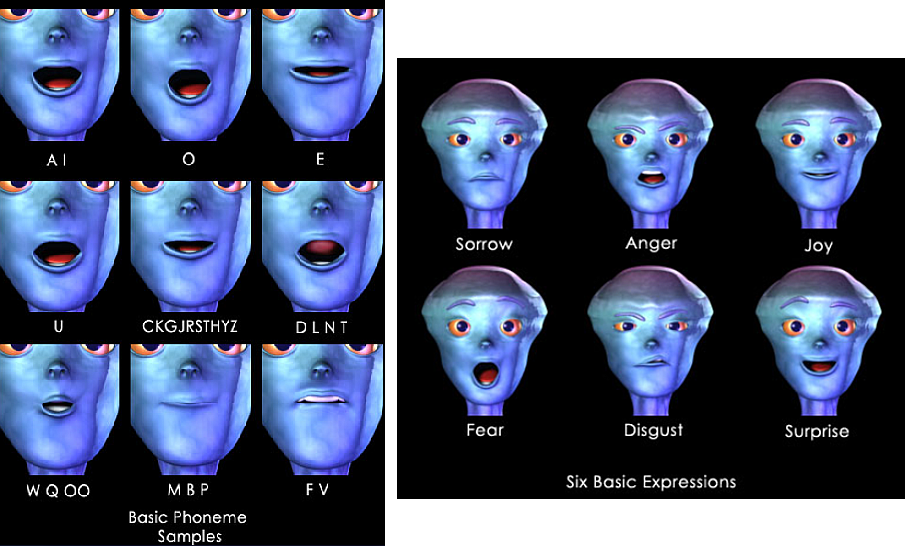 A I
O
E
U
CKGJRSTHYZ
D L N T
W Q OO
M B P
F V
Basic Phoneme
Samples
Sorrow
Anger
Joy
Fear
Disgust
Surprise
Six Basic Expressions